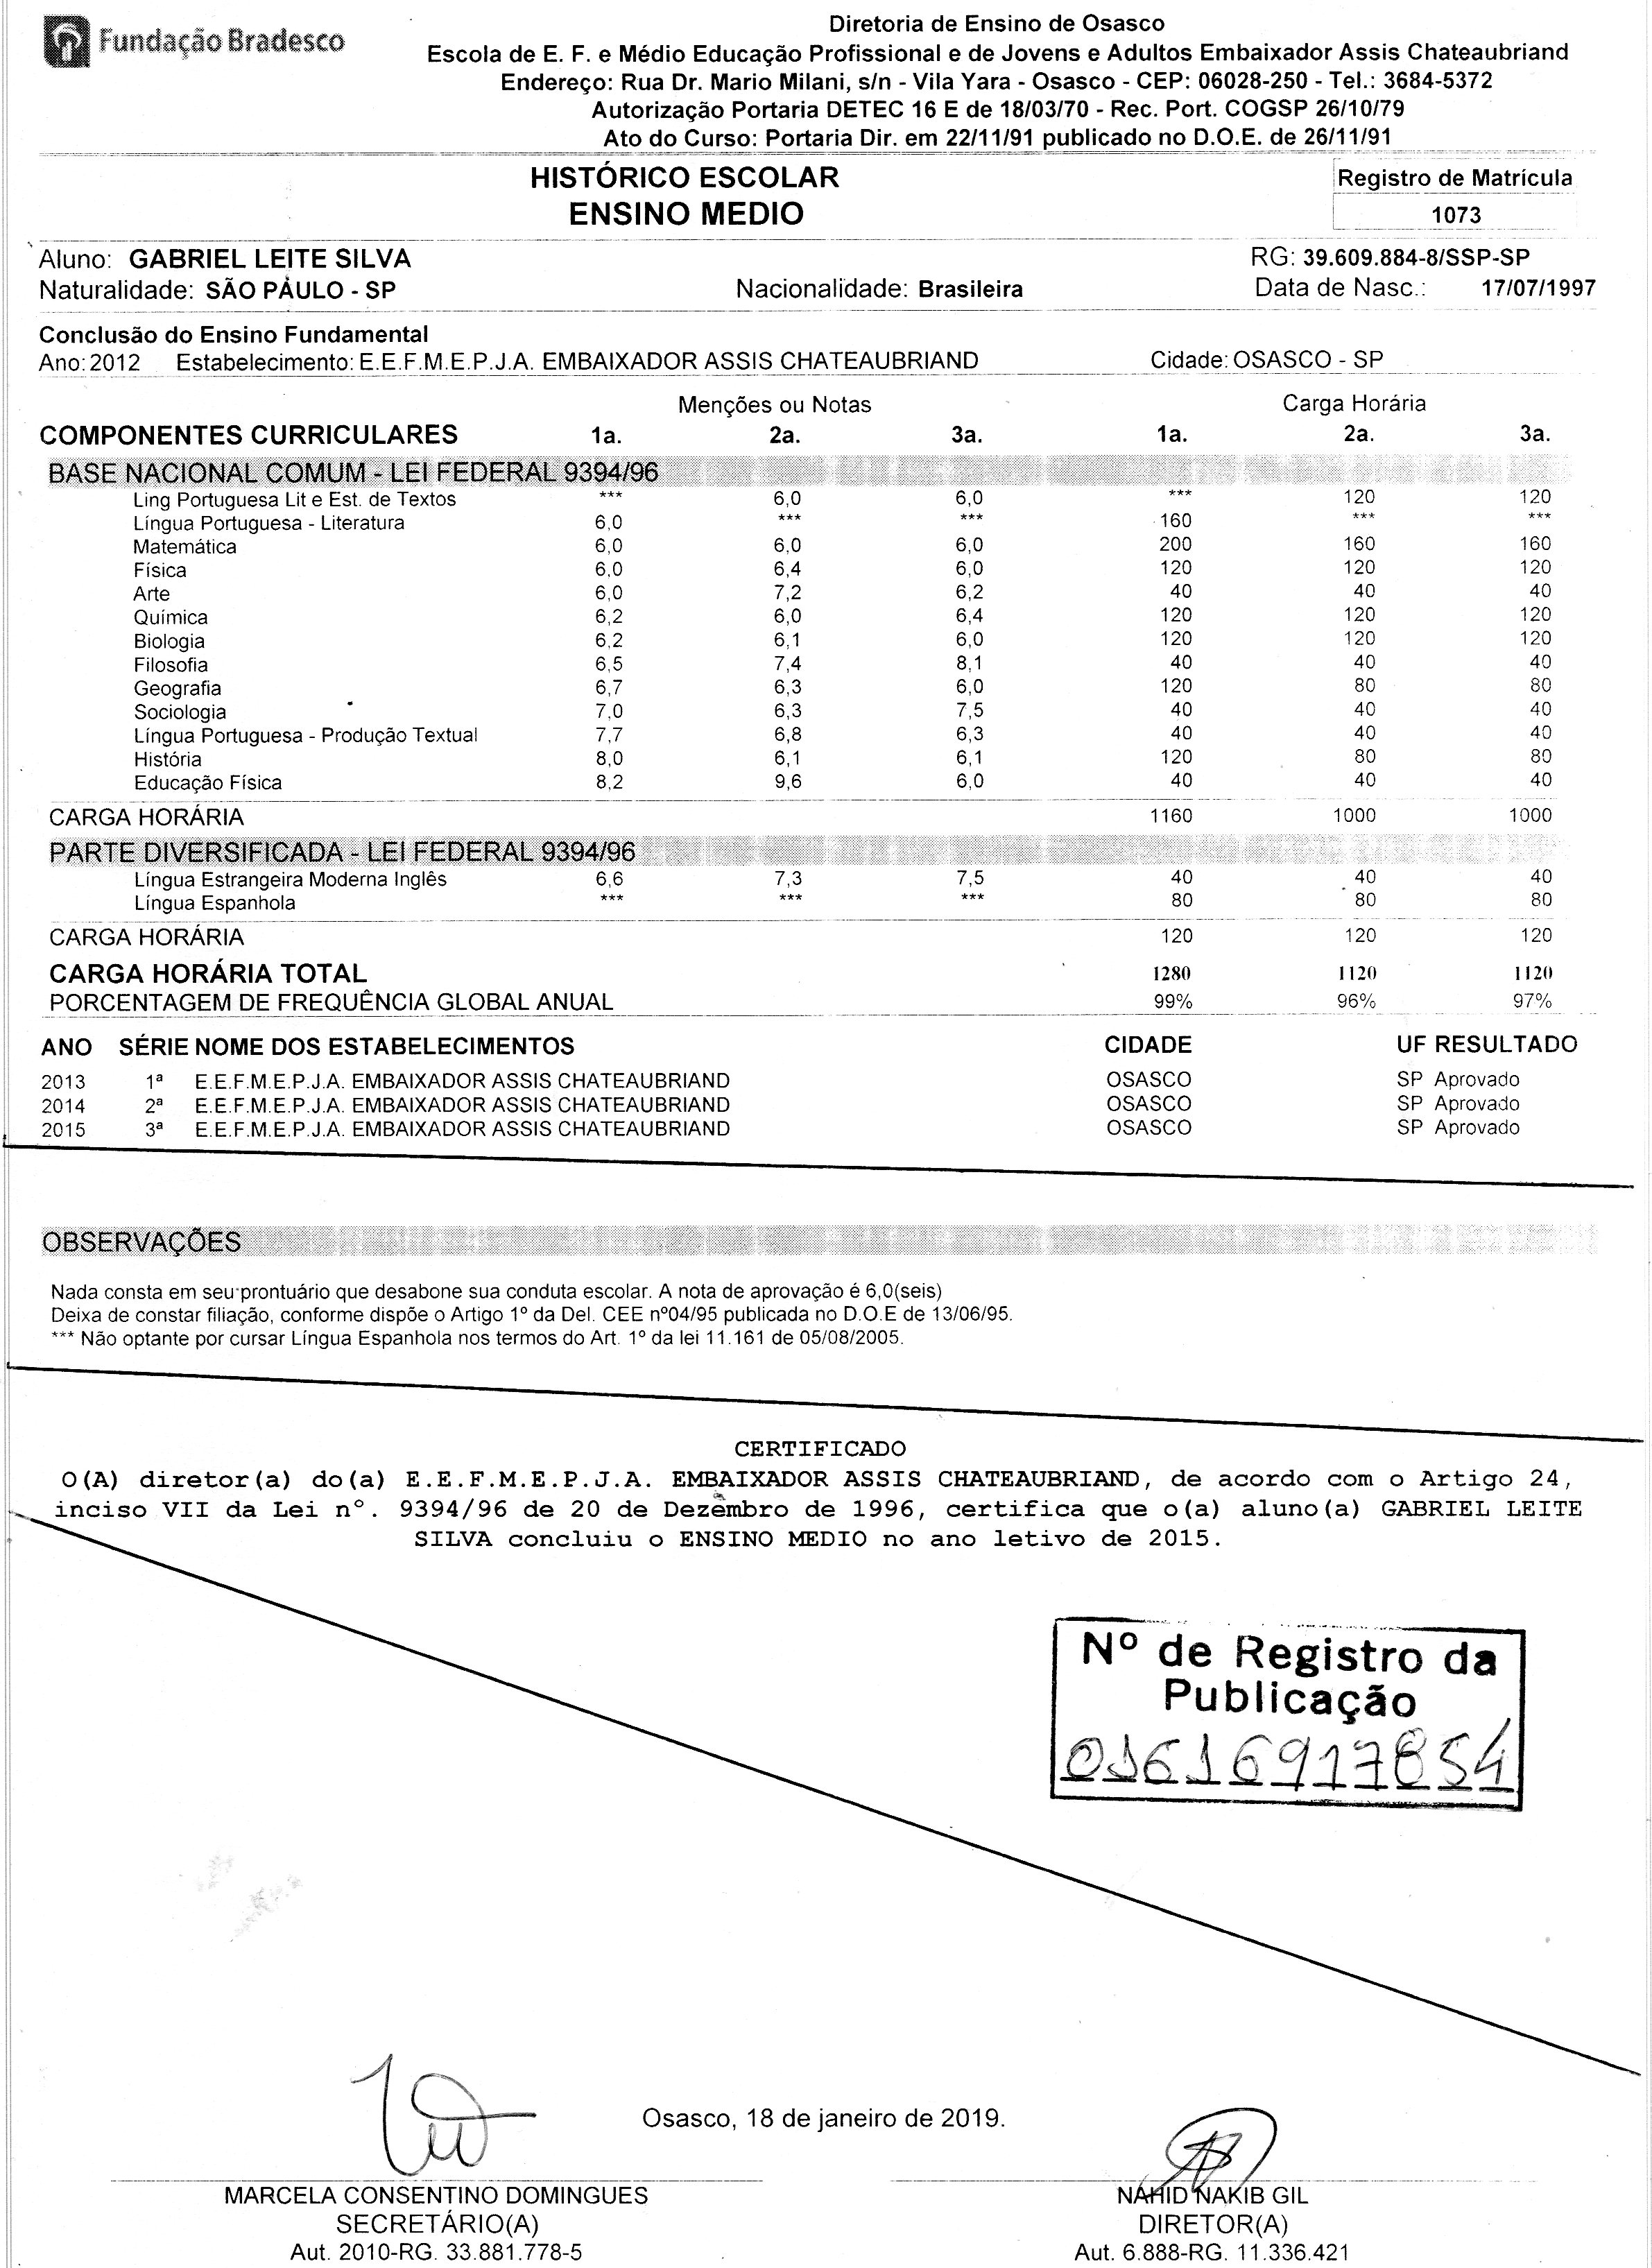 Fundação Bradesco
Diretoria de Ensino de Osasco
Escola de E. F. e Médio Educação Profissional e de Jovens e Adultos Embaixador Assis Chateaubriand
Endereço: Rua Dr. Mario Milani, s/n - Vila Yara - Osasco - CEP: 06028-250 - Tel.: 3684-5372
Autorização Portaria DETEC 16 E de 18/03/70 - Rec. Port. COGSP 26/10/79
Ato do Curso: Portaria Dir. em 22/11/91 publicado no D.O.E. de 26/11/91
HISTÓRICO ESCOLAR
ENSINO MEDIO
Registro de Matrícula
1073
Aluno: GABRIEL LEITE SILVA RG: 39.609.884-8/SSP-SP
Naturalidade: SÃO PAULO - SP Nacionalidade: Brasileira Data de Nasc.: 17/07/1997
Conclusão do Ensino Fundamental
Ano: 2012 Estabelecimento: E.E.F.M.E.P.J.A. EMBAIXADOR ASSIS CHATEAUBRIAND Cidade: OSASCO - SP
Menções ou Notas Carga Horária
COMPONENTES CURRICULARES 1a. 2a. 3a. 1a. 2a. 3a.
BASE NACIONAL COMUM - LEI FEDERAL 9394/96
Ling Portuguesa Lit e Est. de Textos *** 6,0 6,0 *** 120 120
Língua Portuguesa - Literatura 6,0 *** *** 160 *** ***
Matemática 6,0 6,0 6,0 200 160 160
Física 6,0 6,4 6,0 120 120 120
Arte 6,0 7,2 6,2 40 40 40
Química 6,2 6,0 6,4 120 120 120
Biologia 6,2 6,1 6,0 120 120 120
Filosofia 6,5 7,4 8,1 40 40 40
Geografia 6,7 6,3 6,0 120 80 80
Sociologia 7,0 6,3 7,5 40 40 40
Língua Portuguesa - Produção Textual 7,7 6,8 6,3 40 40 40
História 8,0 6,1 6,1 120 80 80
Educação Física 8,2 9,6 6,0 40 40 40
CARGA HORÁRIA 1160 1000 1000
PARTE DIVERSIFICADA - LEI FEDERAL 9394/96
Língua Estrangeira Moderna Inglês 6,6 7,3 7,5 40 40 40
Língua Espanhola *** *** *** 80 80 80
CARGA HORÁRIA 120 120 120
CARGA HORÁRIA TOTAL 1280 1120 1120
PORCENTAGEM DE FREQUÊNCIA GLOBAL ANUAL 99% 96% 97%
ANO SÉRIE NOME DOS ESTABELECIMENTOS CIDADE UF RESULTADO
2013 1ª E.E.F.M.E.P.J.A. EMBAIXADOR ASSIS CHATEAUBRIAND OSASCO SP Aprovado
2014 2ª E.E.F.M.E.P.J.A. EMBAIXADOR ASSIS CHATEAUBRIAND OSASCO SP Aprovado
2015 3ª E.E.F.M.E.P.J.A. EMBAIXADOR ASSIS CHATEAUBRIAND OSASCO SP Aprovado
OBSERVAÇÕES
Nada consta em seu prontuário que desabone sua conduta escolar. A nota de aprovação é 6,0(seis)
Deixa de constar filiação, conforme dispõe o Artigo 1º da Del. CEE nº04/95 publicada no D.O.E de 13/06/95.
*** Não optante por cursar Língua Espanhola nos termos do Art. 1º da lei 11.161 de 05/08/2005.
CERTIFICADO
O(A) diretor(a) do(a) E.E.F.M.E.P.J.A. EMBAIXADOR ASSIS CHATEAUBRIAND, de acordo com o Artigo 24,
inciso VII da Lei nº. 9394/96 de 20 de Dezembro de 1996, certifica que o(a) aluno(a) GABRIEL LEITE
SILVA concluiu o ENSINO MEDIO no ano letivo de 2015.
Nº de Registro da
Publicação
01616917854
Osasco, 18 de janeiro de 2019.
MARCELA CONSENTINO DOMINGUES
SECRETÁRIO(A)
Aut. 2010-RG. 33.881.778-5
NAHID NAKIB GIL
DIRETOR(A)
Aut. 6.888-RG. 11.336.421